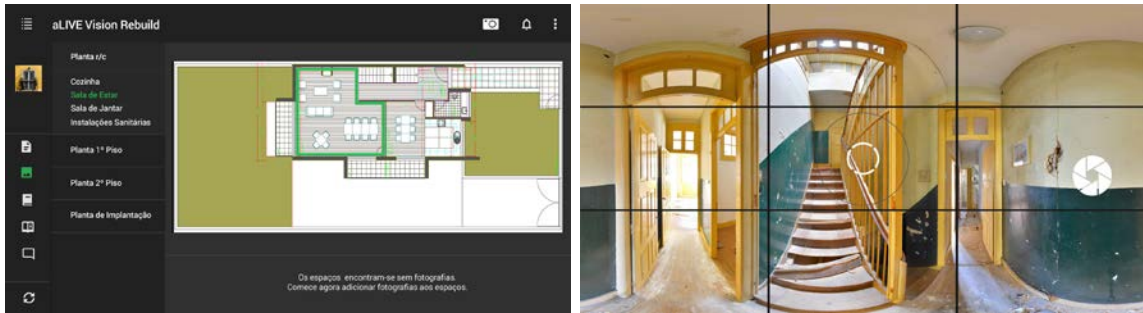 aLIVE Vision Rebuild
Planta r/c
Cozinha
Sala de Estar
Sala de Jantar
Instalações Sanitárias
Planta 1º Piso
Planta 2º Piso
Planta de Implantação
Os espaços encontram-se sem fotografias.
Comece agora adicionar fotografias aos espaços.